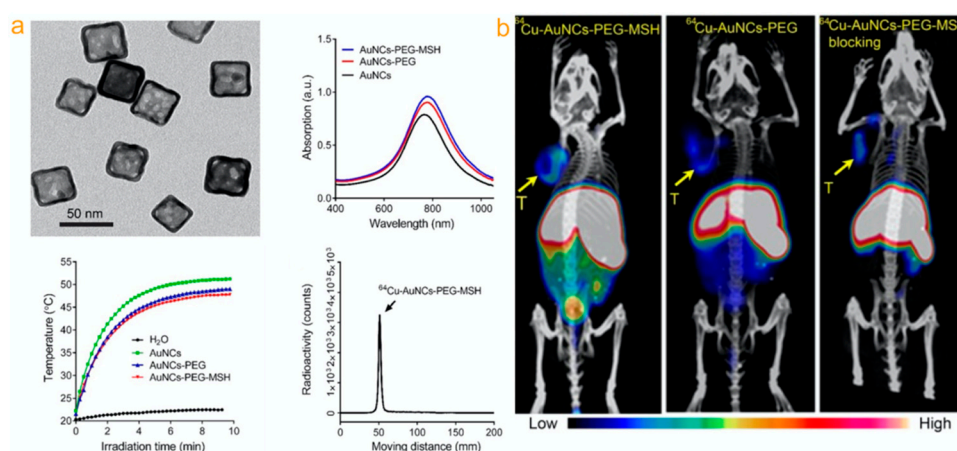 a
50 nm
Absorption (a.u.)
1.5
1.0
0.5
0.0
AuNCs-PEG-MSH
AuNCs-PEG
AuNCs
400
600
800
1000
Wavelength (nm)
Temperature (°C)
55
50
45
40
35
30
25
20
H₂O
AuNCs
AuNCs-PEG
AuNCs-PEG-MSH
0
2
4
6
8
10
Irradiation time (min)
Radioactivity (counts)
0
1×10³
2×10³
3×10³
4×10³
5×10³
⁶⁴Cu-AuNCs-PEG-MSH
0
50
100
150
200
Moving distance (mm)
b
⁶⁴Cu-AuNCs-PEG-MSH
T
⁶⁴Cu-AuNCs-PEG
T
⁶⁴Cu-AuNCs-PEG-MS
blocking
T
Low
High